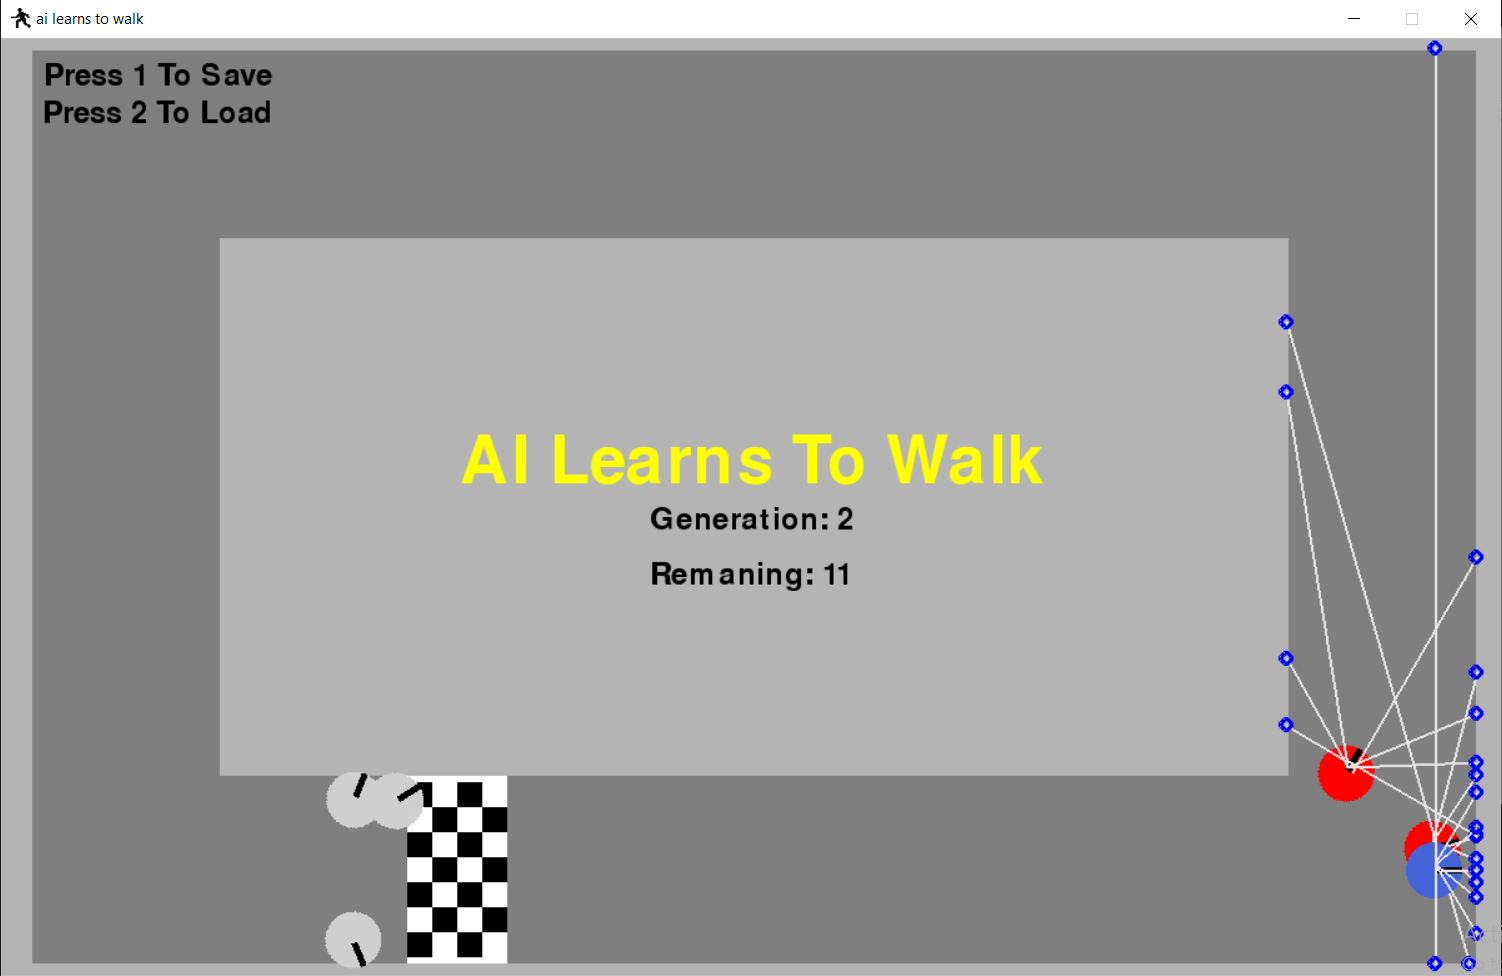 ai learns to walk
Press 1 To Save
Press 2 To Load
AI Learns To Walk
Generation: 2
Remaning: 11